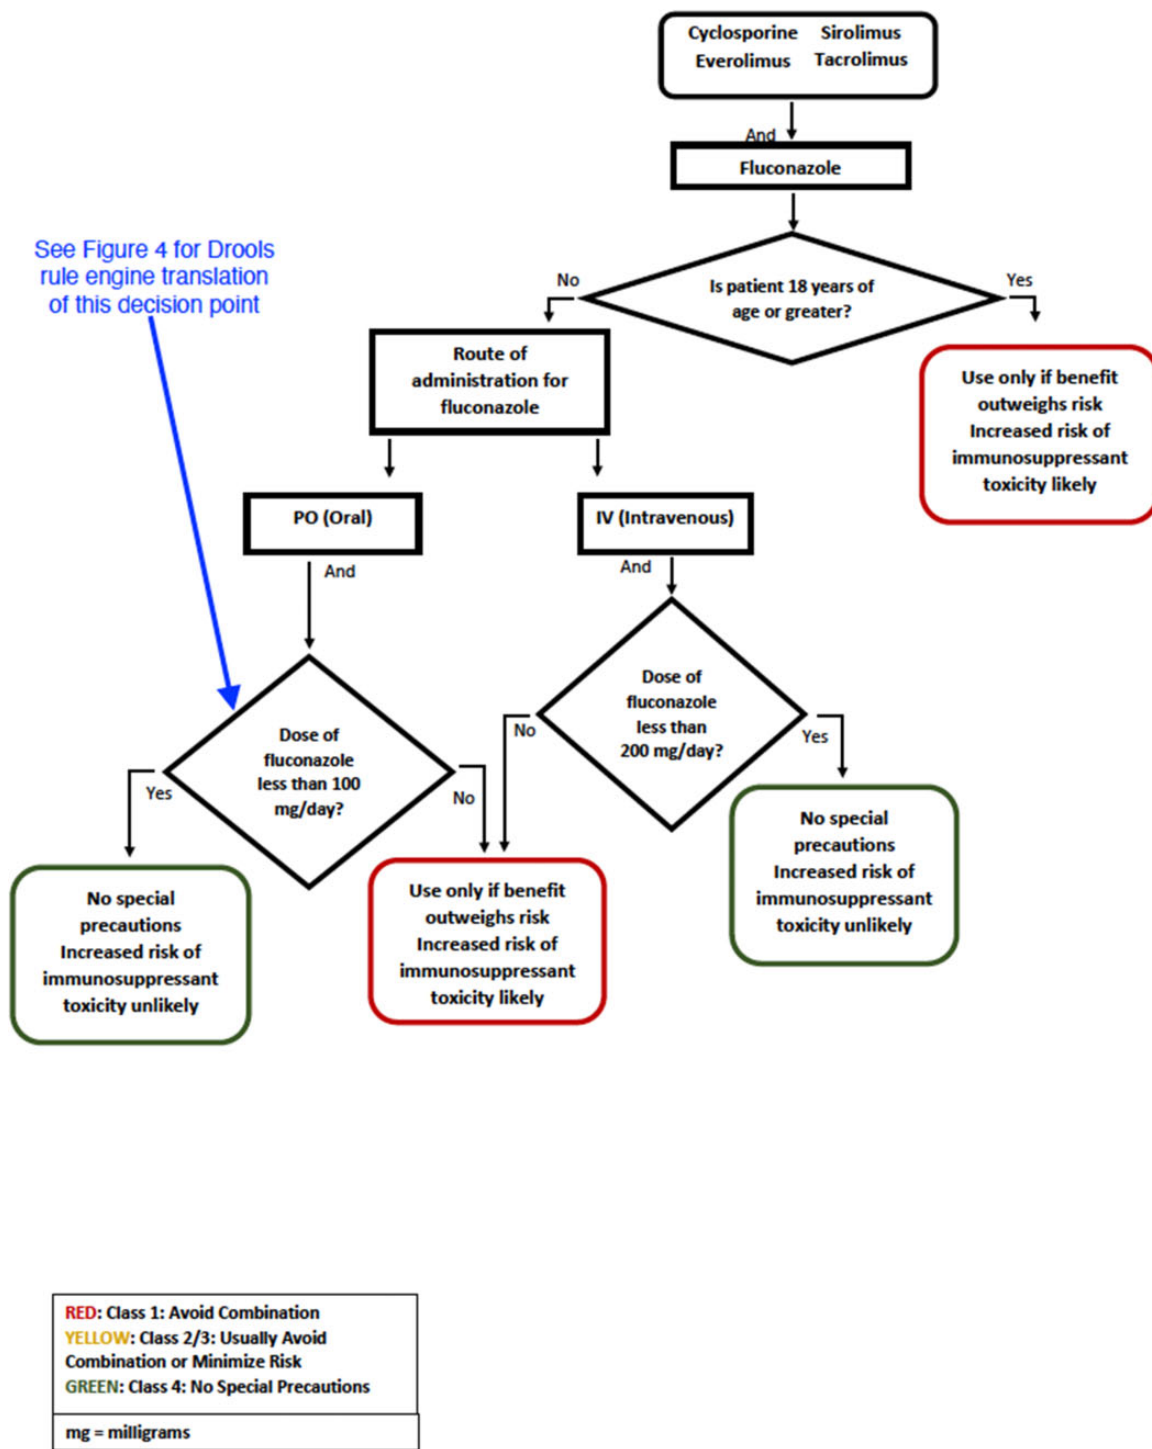 Cyclosporine Sirolimus
Everolimus Tacrolimus
And
Fluconazole
See Figure 4 for Drools
rule engine translation
of this decision point
No
Is patient 18 years of
age or greater?
Yes
Route of
administration for
fluconazole
Use only if benefit
outweighs risk
Increased risk of
immunosuppressant
toxicity likely
PO (Oral)
IV (Intravenous)
And
And
Dose of
fluconazole
less than 100
mg/day?
Yes
No
Dose of
fluconazole
less than
200 mg/day?
No
Yes
No special
precautions
Increased risk of
immunosuppressant
toxicity unlikely
Use only if benefit
outweighs risk
Increased risk of
immunosuppressant
toxicity likely
No special
precautions
Increased risk of
immunosuppressant
toxicity unlikely
RED: Class 1: Avoid Combination
YELLOW: Class 2/3: Usually Avoid
Combination or Minimize Risk
GREEN: Class 4: No Special Precautions
mg = milligrams